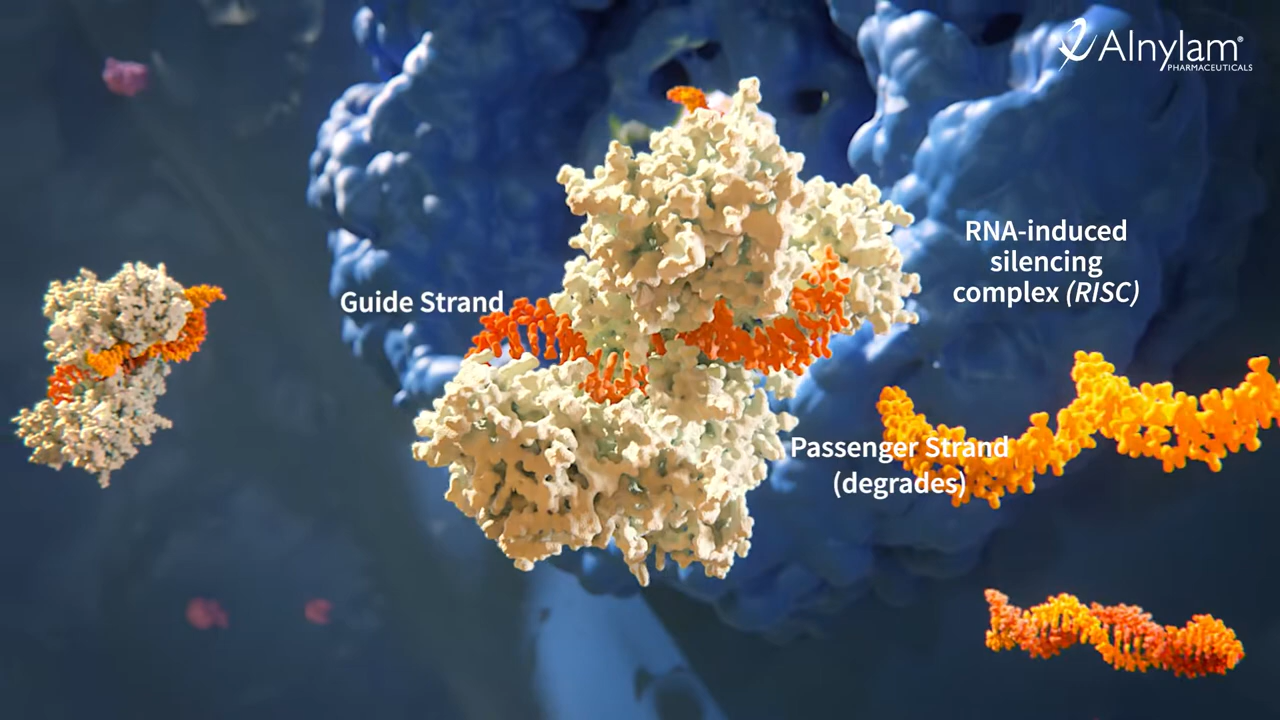 Alnylam®
PHARMACEUTICALS
RNA-induced
silencing
complex (RISC)
Guide Strand
Passenger Strand
(degrades)